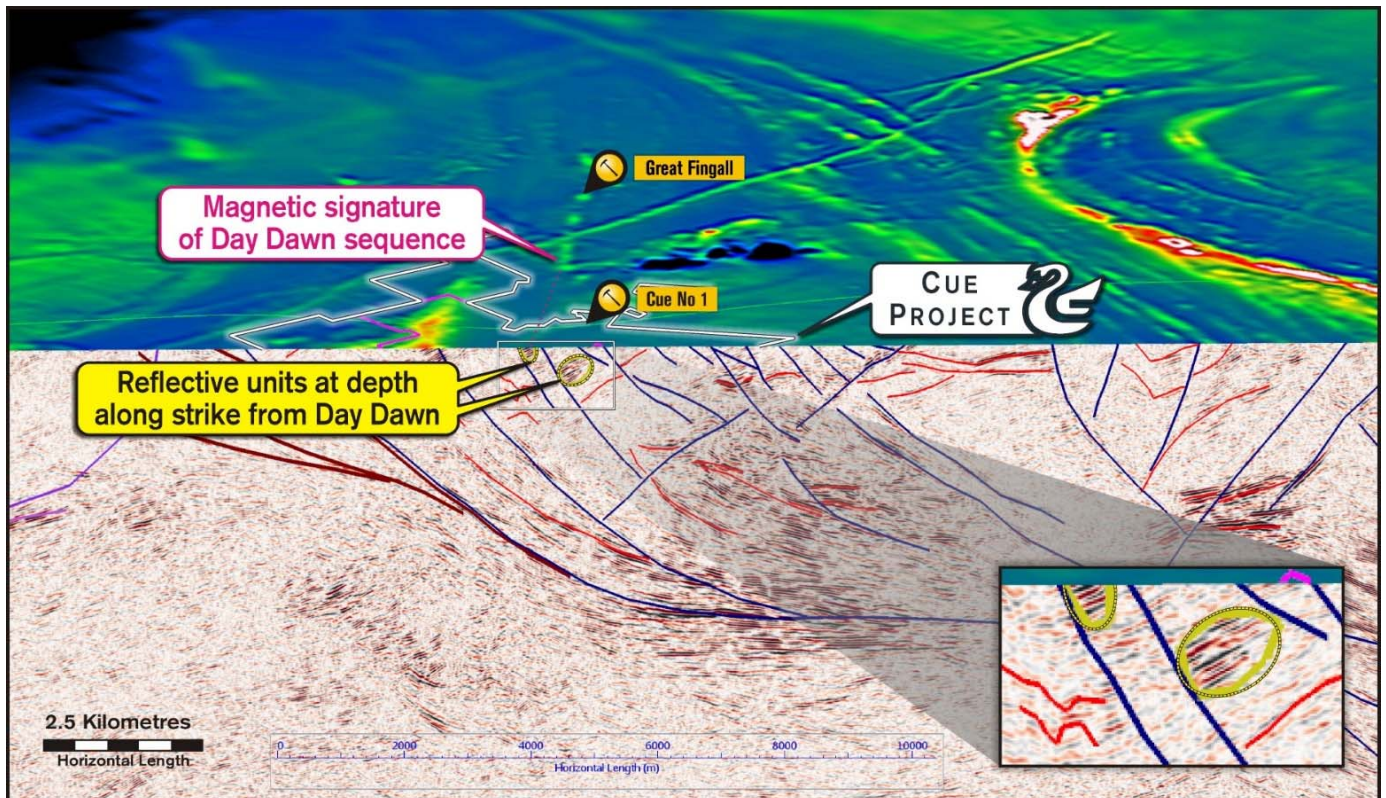 Great Fingall
Magnetic signature
of Day Dawn sequence
Cue No 1
CUE
PROJECT
Reflective units at depth
along strike from Day Dawn
2.5 Kilometres
Horizontal Length
0 2000 4000 6000 8000 10000
Horizontal Length (m)